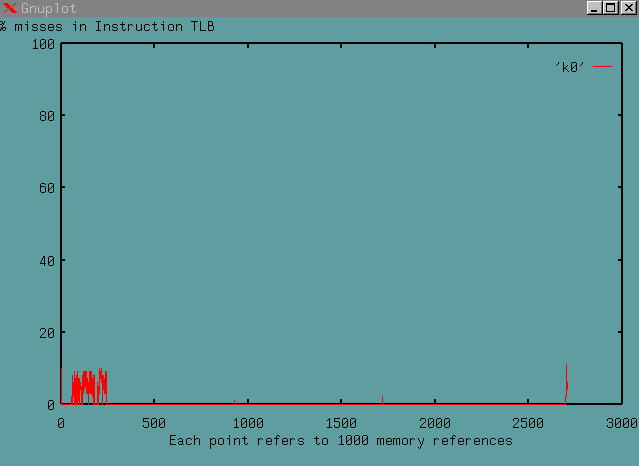 Gnuplot
% misses in Instruction TLB
100
'k0'
80
60
40
20
0
0 500 1000 1500 2000 2500 3000
Each point refers to 1000 memory references